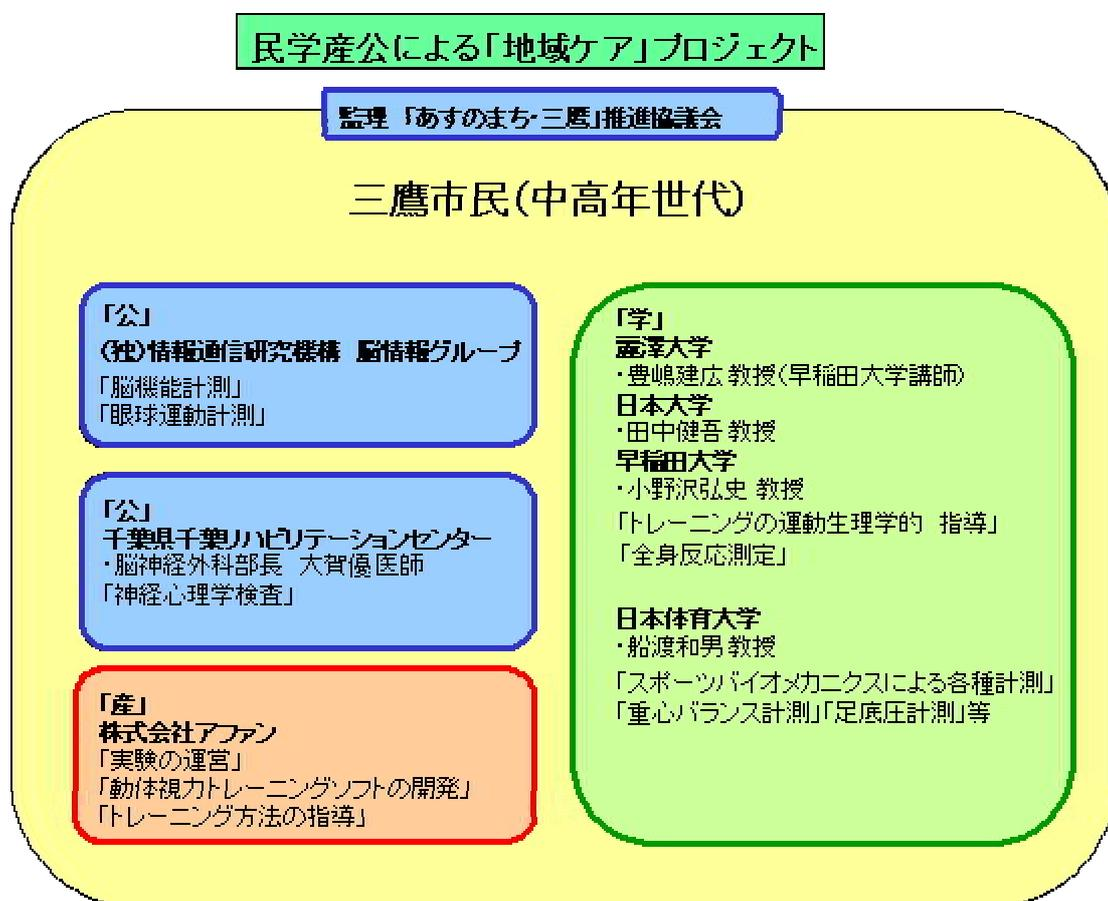 民学産公による「地域ケア」プロジェクト
監理 「あすのまち・三鷹」推進協議会
三鷹市民(中高年世代)
「公」
(独)情報通信研究機構 脳情報グループ
「脳機能計測」
「眼球運動計測」
「公」
千葉県千葉リハビリテーションセンター
・脳神経外科部長 大賀優医師
「神経心理学検査」
「産」
株式会社アファン
「実験の運営」
「動体視力トレーニングソフトの開発」
「トレーニング方法の指導」
「学」
麗澤大学
・豊嶋建広教授(早稲田大学講師)
日本大学
・田中健吾教授
早稲田大学
・小野沢弘史 教授
「トレーニングの運動生理学的 指導」
「全身反応測定」
日本体育大学
・船渡和男教授
「スポーツバイオメカニクスによる各種計測」
「重心バランス計測」「足底圧計測」等